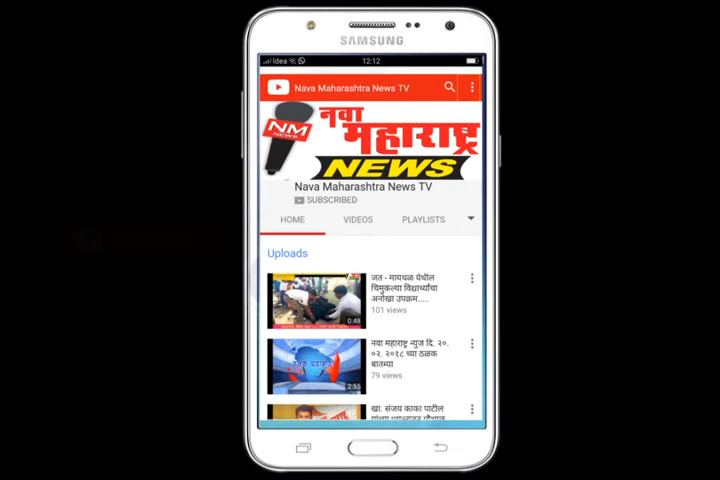 SAMSUNG
Idea
12:12
Nava Maharashtra News TV
नवा
महाराष्ट्र
NM
NEWS
NEWS
Nava Maharashtra News TV
SUBSCRIBED
HOME VIDEOS PLAYLISTS
Uploads
जत - मायथळ येथील
चिमुकल्या विद्यार्थ्यांचा
अनोखा उपक्रम.....
101 views
0:48
नवा महाराष्ट्र न्युज दि. २०.
०२. २०१८ च्या ठळक
बातम्या
79 views
2:55
खा. संजय काका पाटील